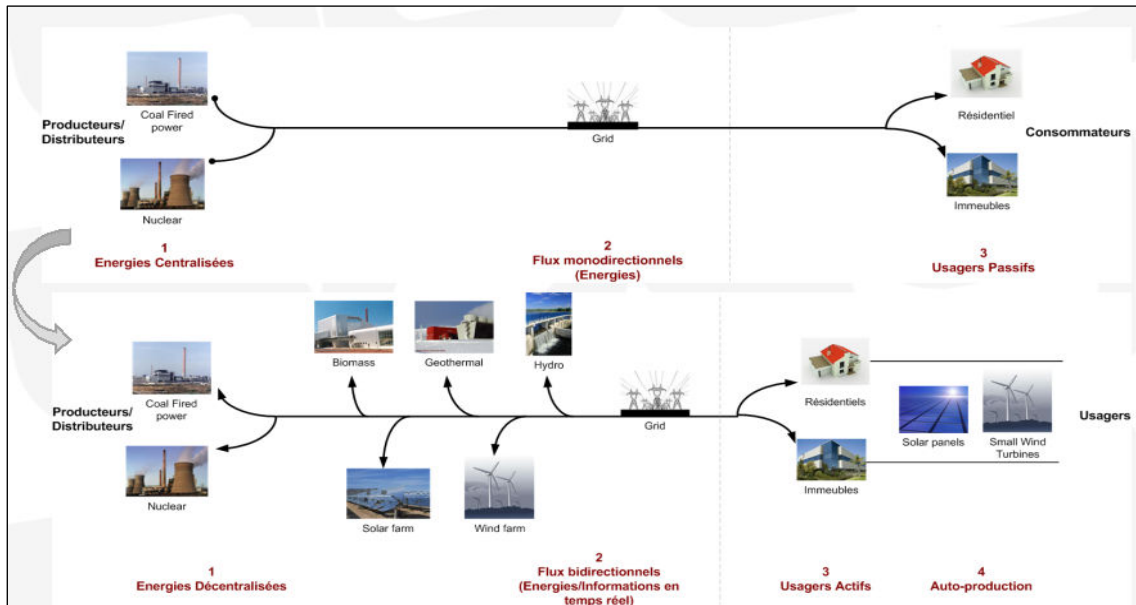 Coal Fired
power
Producteurs/
Distributeurs
Nuclear
Grid
Résidentiel
Consommateurs
Immeubles
1
Energies Centralisées
2
Flux monodirectionnels
(Energies)
3
Usagers Passifs
Biomass
Geothermal
Hydro
Coal Fired
power
Producteurs/
Distributeurs
Nuclear
Solar farm
Wind farm
Grid
Résidentiels
Immeubles
Solar panels
Small Wind
Turbines
Usagers
1
Energies Décentralisées
2
Flux bidirectionnels
(Energies/Informations en
temps réel)
3
Usagers Actifs
4
Auto-production